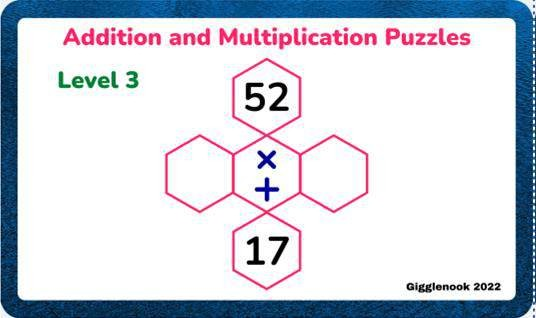 Addition and Multiplication Puzzles
Level 3
52
×
+
17
Gigglenook 2022